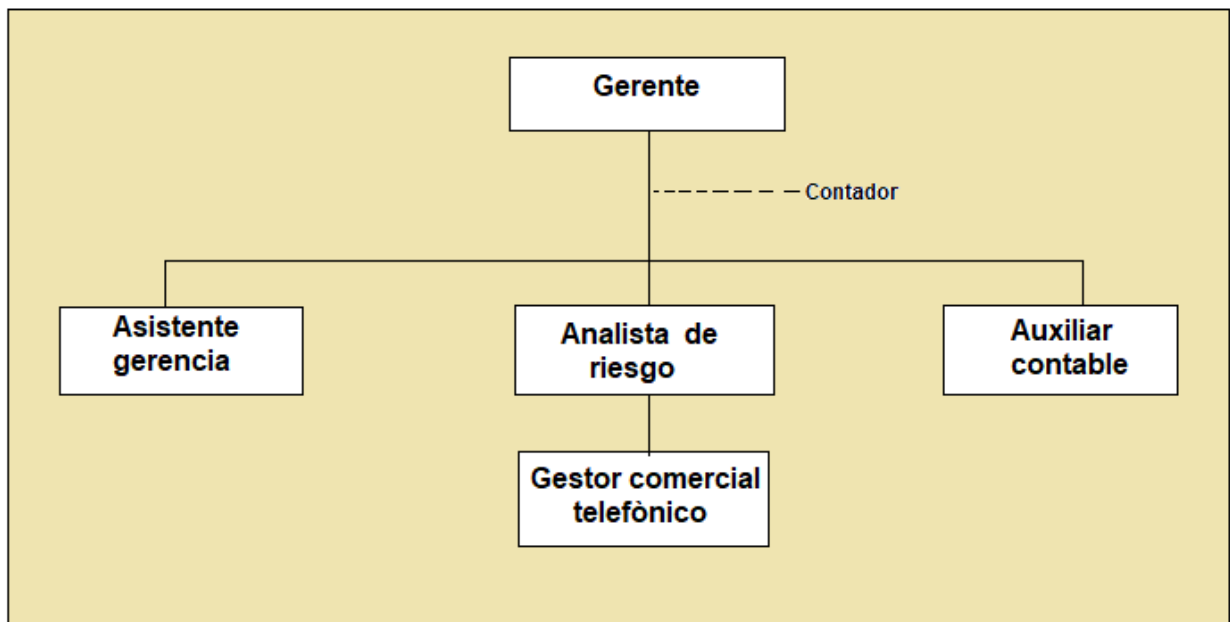 Gerente
Contador
Asistente
gerencia
Analista de
riesgo
Auxiliar
contable
Gestor comercial
telefònico